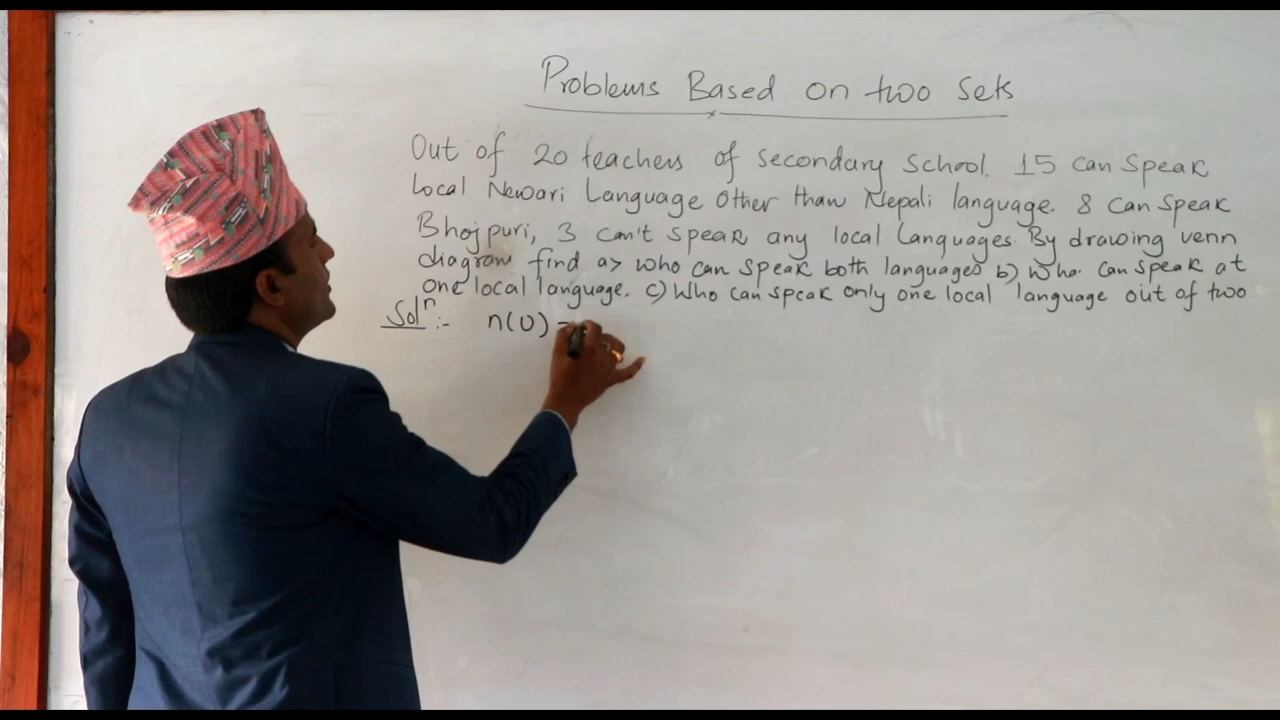 Problems Based on two Sets
Out of 20 teachers of secondary school. 15 can speak
Local Newari Language Other than Nepali language. 8 can speak
Bhojpuri, 3 can't speak any local languages. By drawing venn
diagram find a> who can speak both languages b) Who can speak at
one local language. c) Who can speak only one local language out of two
Solⁿ :- n(U) =